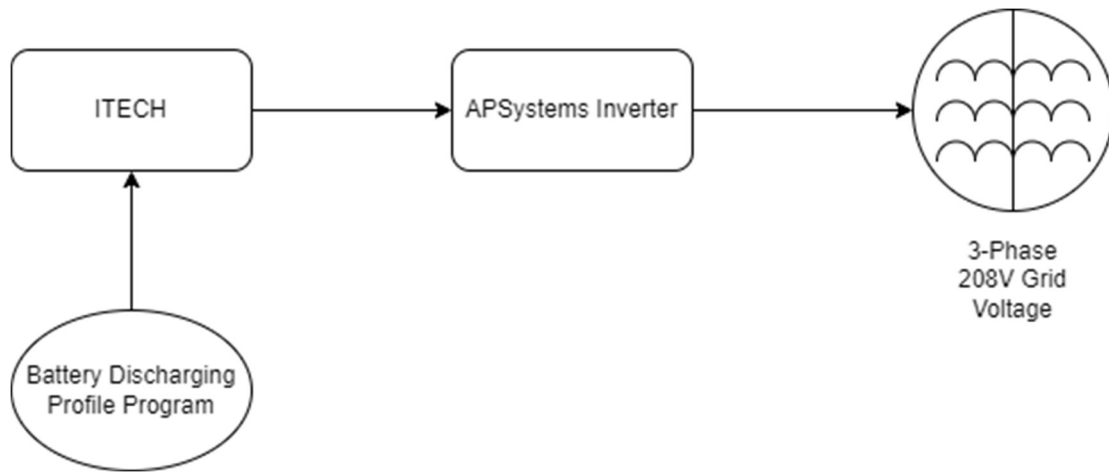 ITECH
APSystems Inverter
3-Phase
208V Grid
Voltage
Battery Discharging
Profile Program